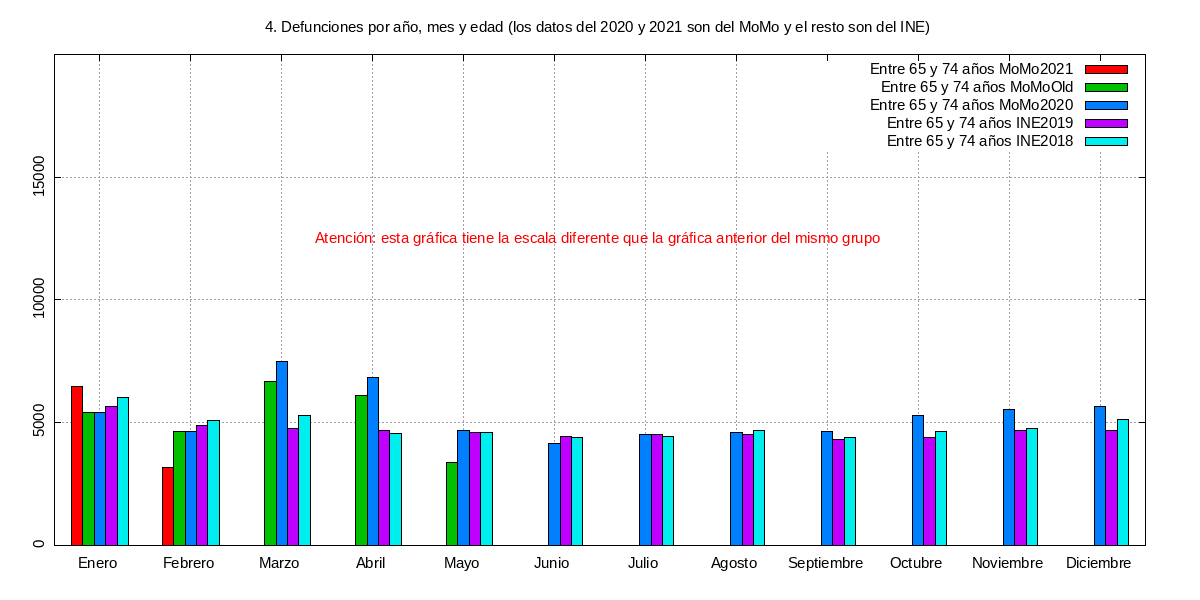 4. Defunciones por año, mes y edad (los datos del 2020 y 2021 son del MoMo y el resto son del INE)
Entre 65 y 74 años MoMo2021
Entre 65 y 74 años MoMoOld
Entre 65 y 74 años MoMo2020
Entre 65 y 74 años INE2019
Entre 65 y 74 años INE2018
15000
Atención: esta gráfica tiene la escala diferente que la gráfica anterior del mismo grupo
10000
5000
0
Enero Febrero Marzo Abril Mayo Junio Julio Agosto Septiembre Octubre Noviembre Diciembre